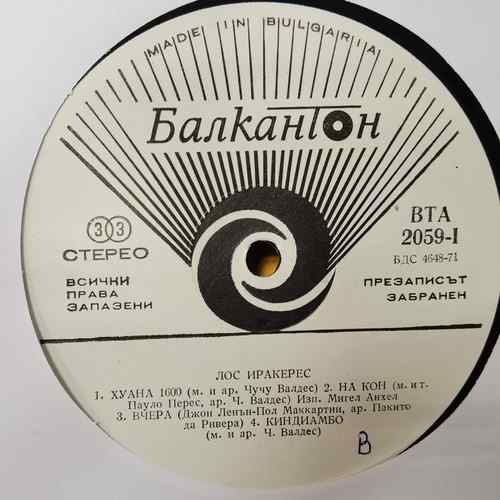 MADE IN BULGARIA
БалканТон
33
СТЕРЕО
ВСИЧКИ
ПРАВА
ЗАПАЗЕНИ
ВТА
2059-I
БДС 4648-71
ПРЕЗАПИСЪТ
ЗАБРАНЕН
ЛОС ИРАКЕРЕС
1. ХУАНА 1600 (м. и ар. Чучу Валдес) 2. НА КОН (м. и т.
Пауло Перес, ар. Ч. Валдес) Изп. Мигел Анхел
3. ВЧЕРА (Джон Ленън-Пол Маккартни, ар. Пакито
да Ривера) 4. КИНДИАМБО
(м. и ар. Ч. Валдес)
B